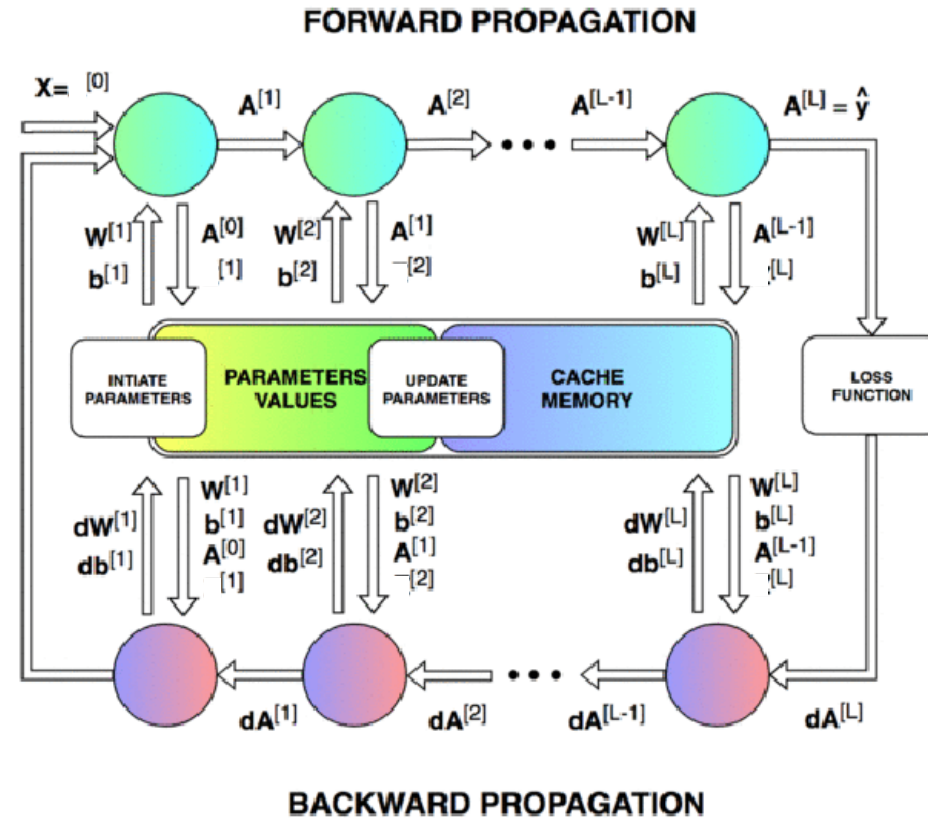 FORWARD PROPAGATION
X= [0]
A[1]
A[2]
A[L-1]
A[L] = ŷ
W[1]
b[1]
A[0]
[1]
W[2]
b[2]
A[1]
[2]
W[L]
b[L]
A[L-1]
[L]
INTIATE
PARAMETERS
PARAMETERS
VALUES
UPDATE
PARAMETERS
CACHE
MEMORY
LOSS
FUNCTION
dW[1]
db[1]
W[1]
b[1]
A[0]
[1]
dW[2]
db[2]
W[2]
b[2]
A[1]
[2]
dW[L]
db[L]
W[L]
b[L]
A[L-1]
[L]
dA[1]
dA[2]
dA[L-1]
dA[L]
BACKWARD PROPAGATION